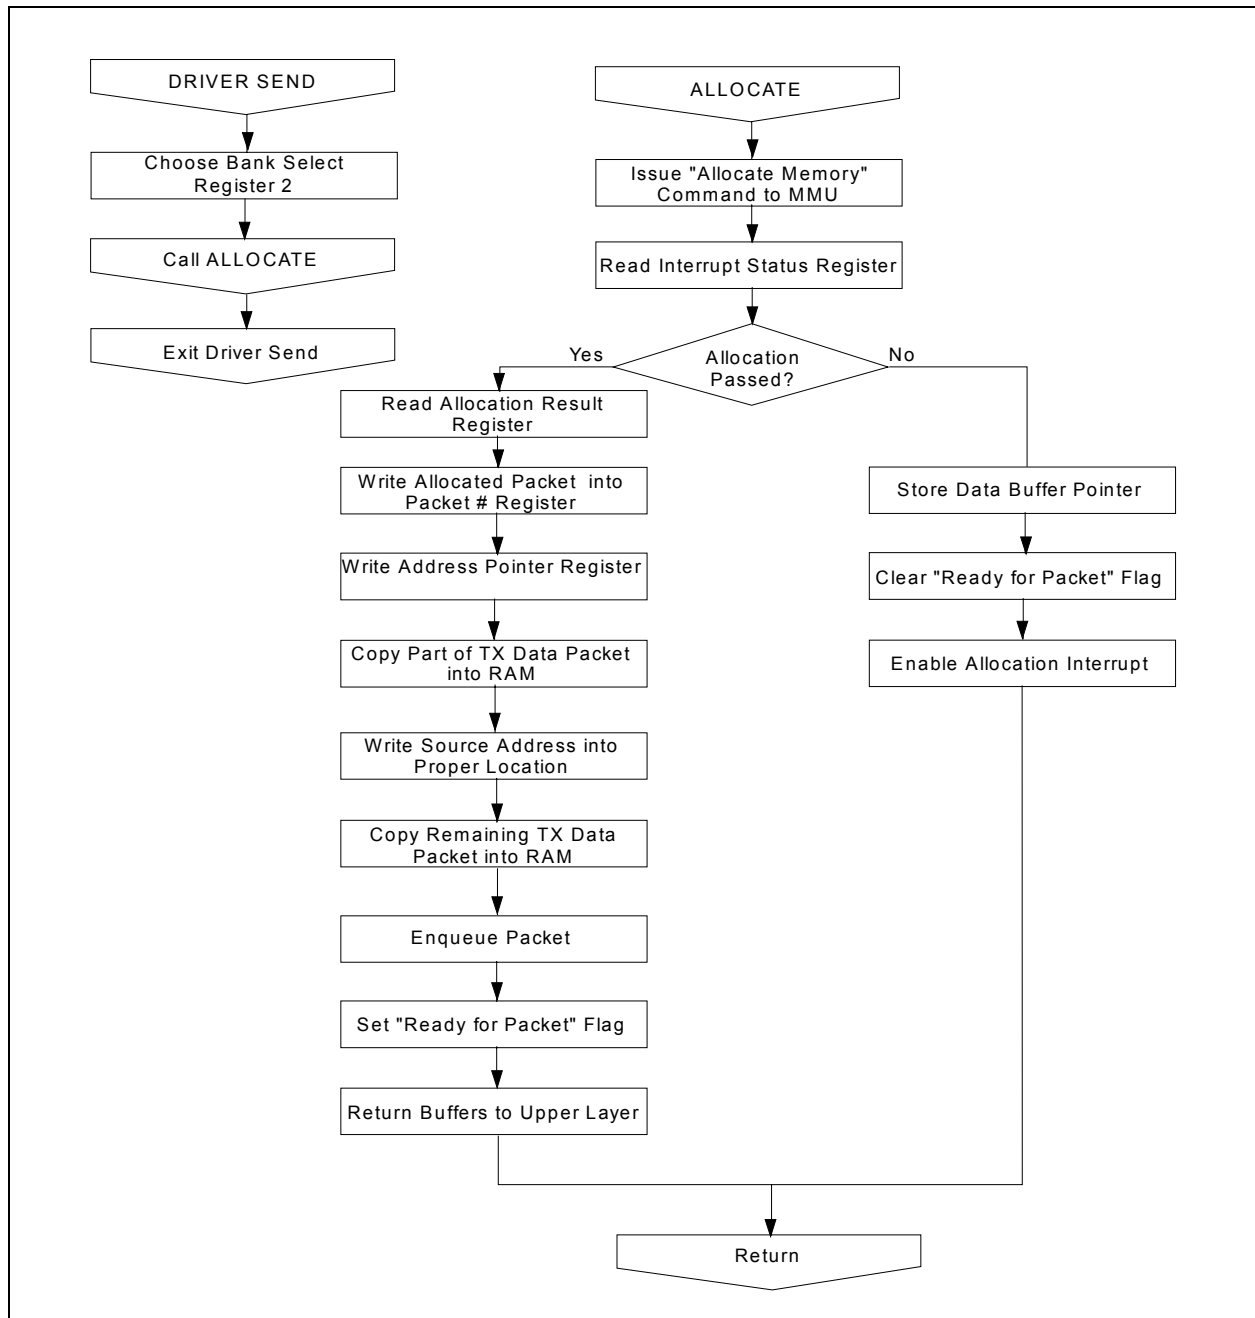 DRIVER SEND
Choose Bank Select
Register 2
Call ALLOCATE
Exit Driver Send
ALLOCATE
Issue "Allocate Memory"
Command to MMU
Read Interrupt Status Register
Allocation
Passed?
Yes
No
Read Allocation Result
Register
Write Allocated Packet into
Packet # Register
Write Address Pointer Register
Copy Part of TX Data Packet
into RAM
Write Source Address into
Proper Location
Copy Remaining TX Data
Packet into RAM
Enqueue Packet
Set "Ready for Packet" Flag
Return Buffers to Upper Layer
Store Data Buffer Pointer
Clear "Ready for Packet" Flag
Enable Allocation Interrupt
Return